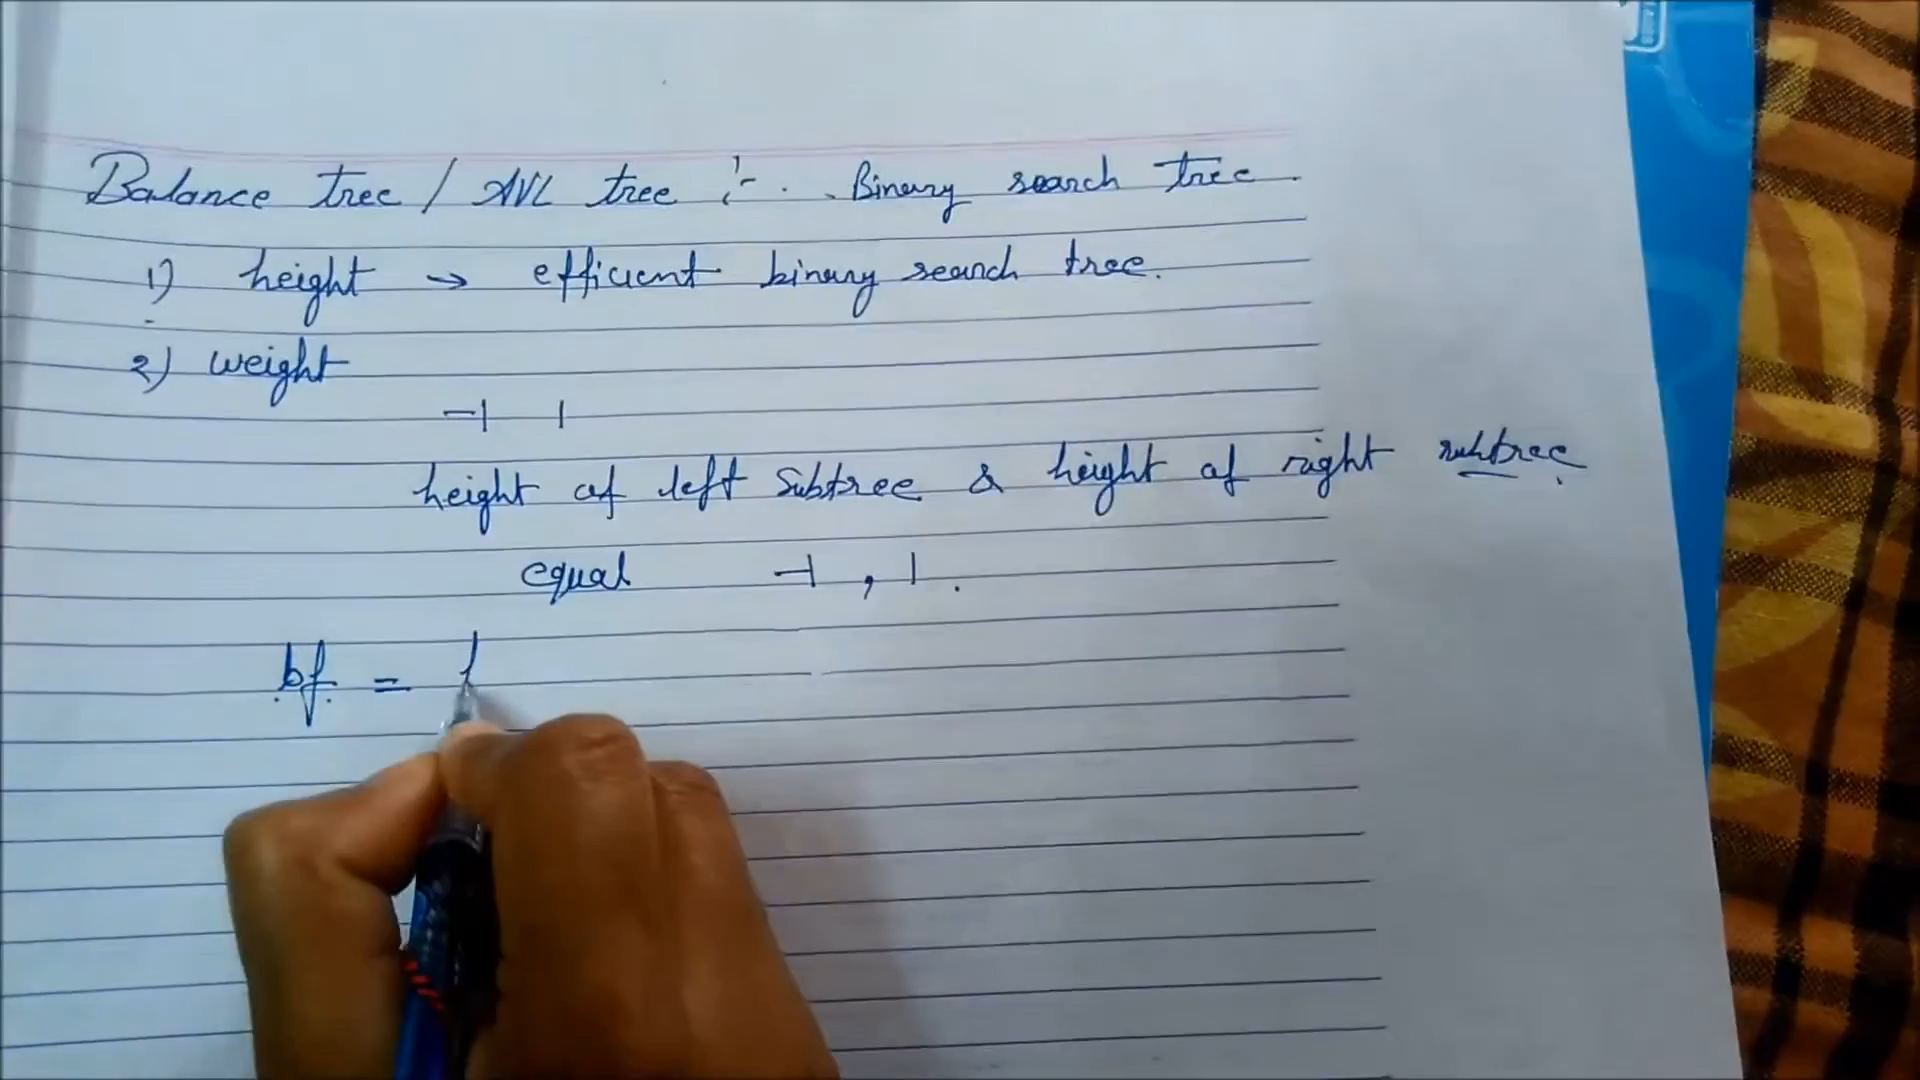 Balance tree / AVL tree :- . Binary search tree.
1) height → efficient binary search tree.
2) weight
-1 1
height of left subtree & height of right subtree.
equal -1 , 1 .
bf =